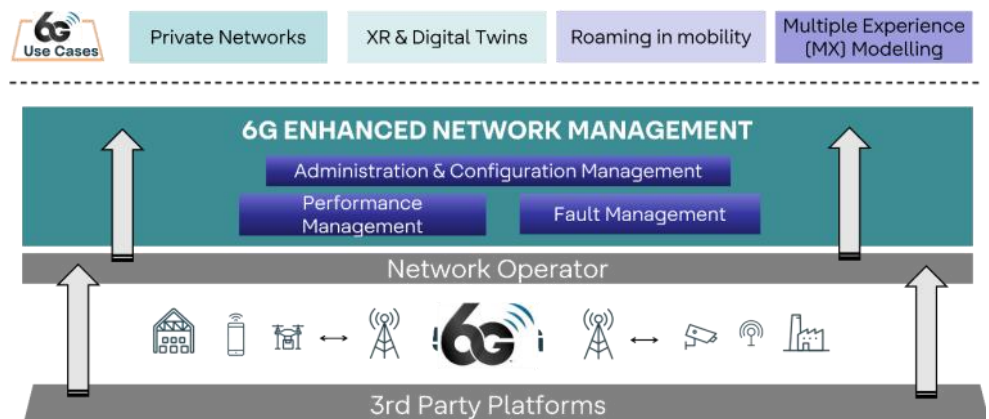 6G
Use Cases
Private Networks
XR & Digital Twins
Roaming in mobility
Multiple Experience
(MX) Modelling
6G ENHANCED NETWORK MANAGEMENT
Administration & Configuration Management
Performance
Management
Fault Management
Network Operator
6G
3rd Party Platforms